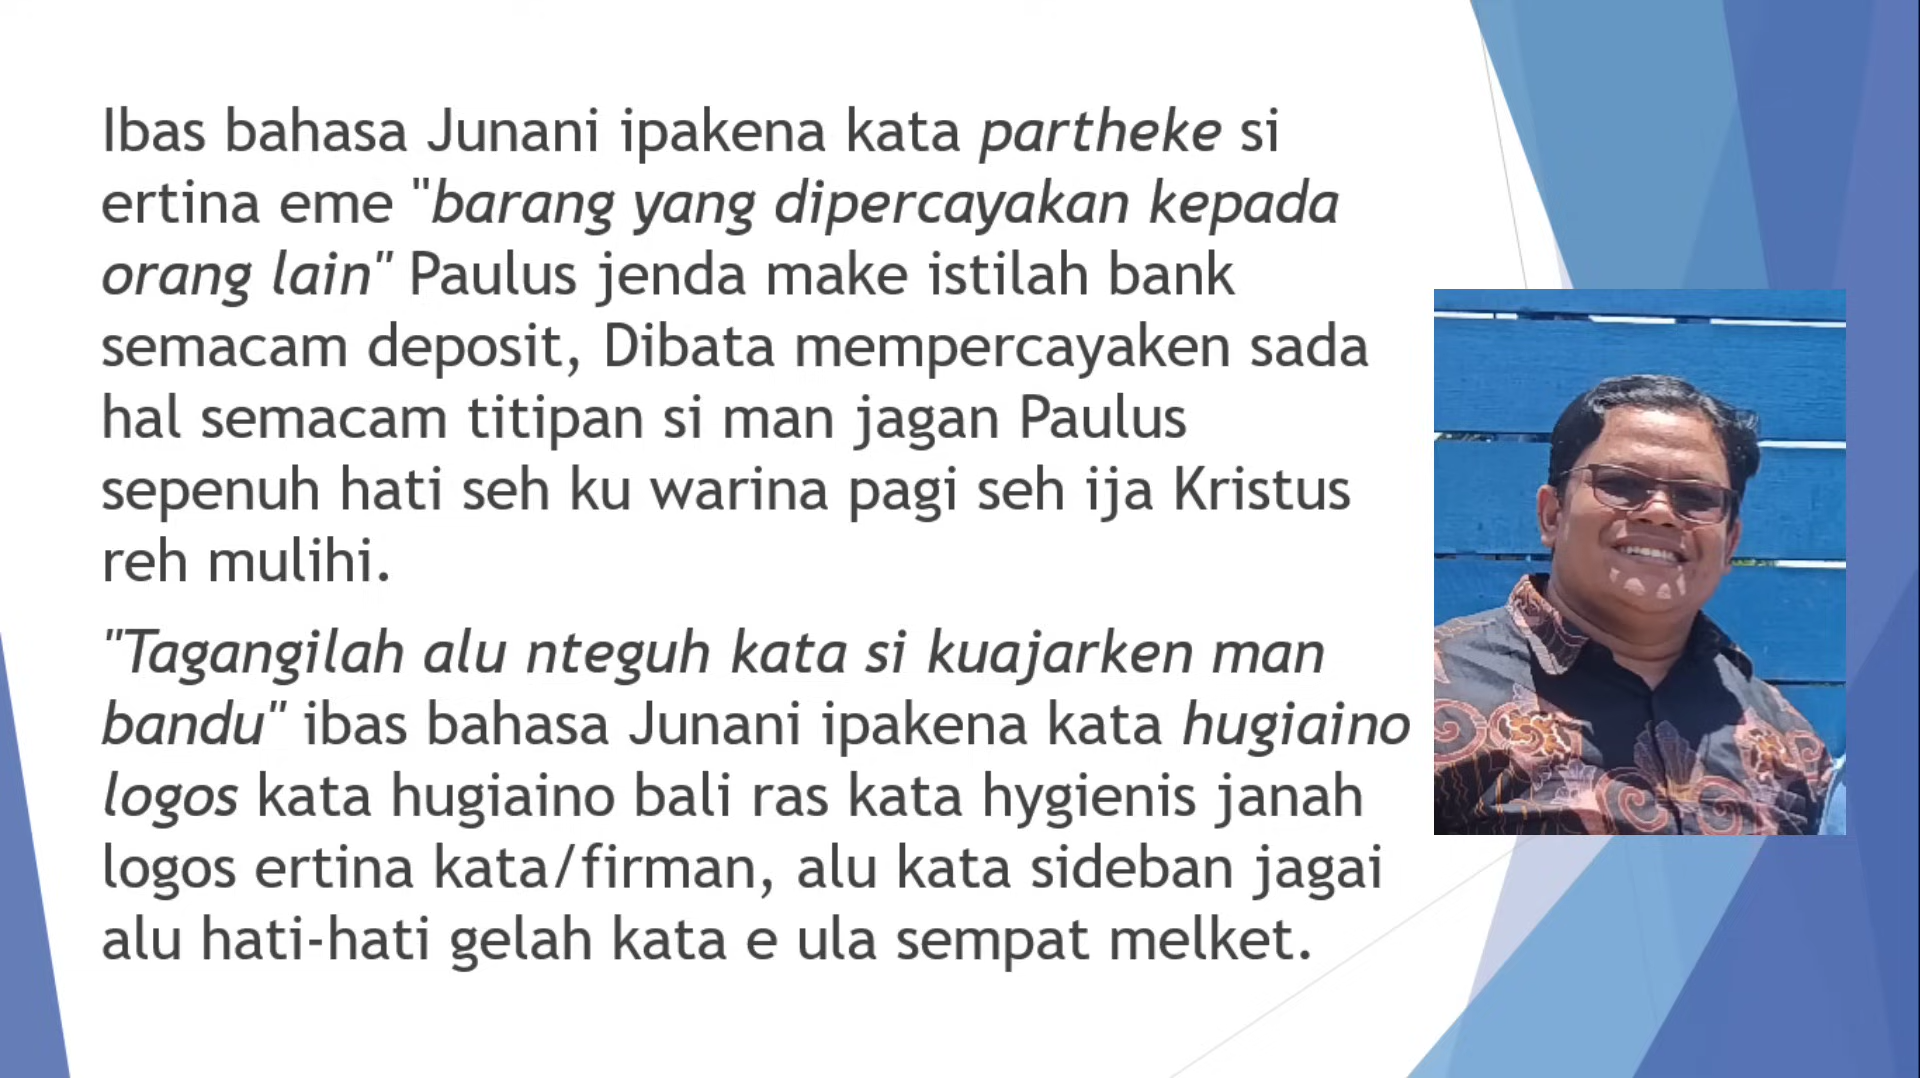 Ibas bahasa Junani ipakena kata partheke si
ertina eme "barang yang dipercayakan kepada
orang lain" Paulus jenda make istilah bank
semacam deposit, Dibata mempercayaken sada
hal semacam titipan si man jagan Paulus
sepenuh hati seh ku warina pagi seh ija Kristus
reh mulihi.
"Tagangilah alu nteguh kata si kuajarken man
bandu" ibas bahasa Junani ipakena kata hugiaino
logos kata hugiaino bali ras kata hygienis janah
logos ertina kata/firman, alu kata sideban jagai
alu hati-hati gelah kata e ula sempat melket.